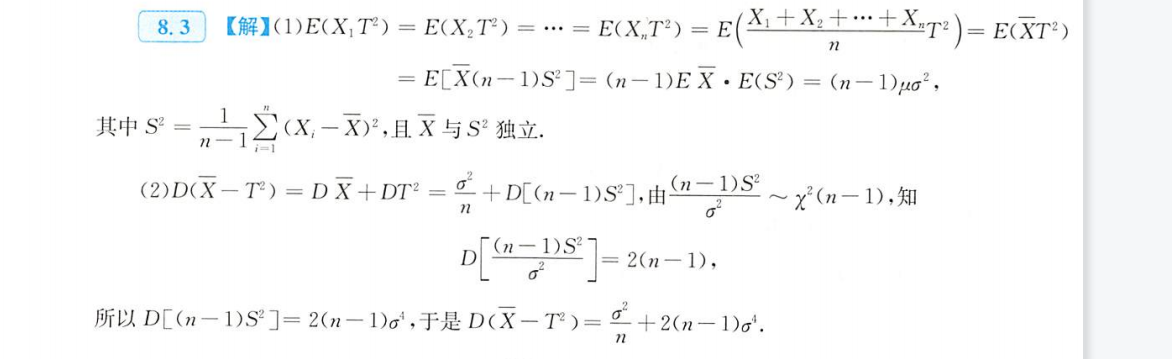 8.3 【解】(1)E(X₁T²) = E(X₂T²) = ⋯ = E(XₙT²) = E((X₁ + X₂ + ⋯ + Xₙ)/n T²) = E(X̄T²)
= E[X̄(n−1)S²] = (n−1)E X̄ · E(S²) = (n−1)μσ²,
其中 S² = 1/(n−1) ∑ᵢ₌₁ⁿ (Xᵢ − X̄)²,且 X̄ 与 S² 独立.
(2)D(X̄ − T²) = D X̄ + DT² = σ²/n + D[(n−1)S²],由 (n−1)S²/σ² ~ χ²(n−1),知
D[(n−1)S²/σ²] = 2(n−1),
所以 D[(n−1)S²] = 2(n−1)σ⁴,于是 D(X̄ − T²) = σ²/n + 2(n−1)σ⁴.